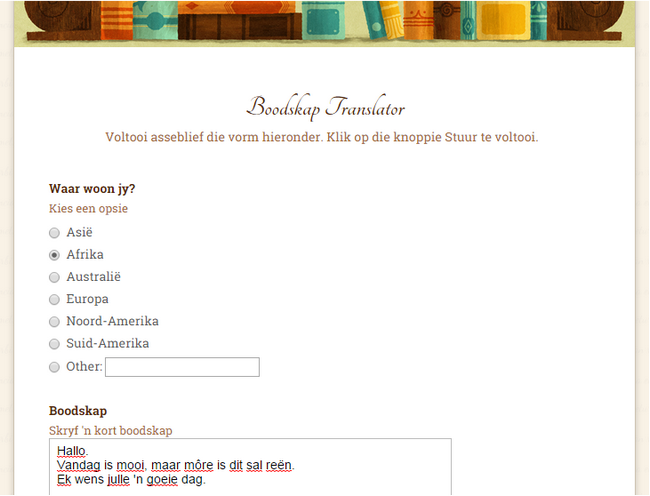 Boodskap Translator
Voltooi asseblief die vorm hieronder. Klik op die knoppie Stuur te voltooi.
Waar woon jy?
Kies een opsie
Asië
Afrika
Australië
Europa
Noord-Amerika
Suid-Amerika
Other:
Boodskap
Skryf 'n kort boodskap
Hallo.
Vandag is mooi, maar môre is dit sal reën.
Ek wens julle 'n goeie dag.